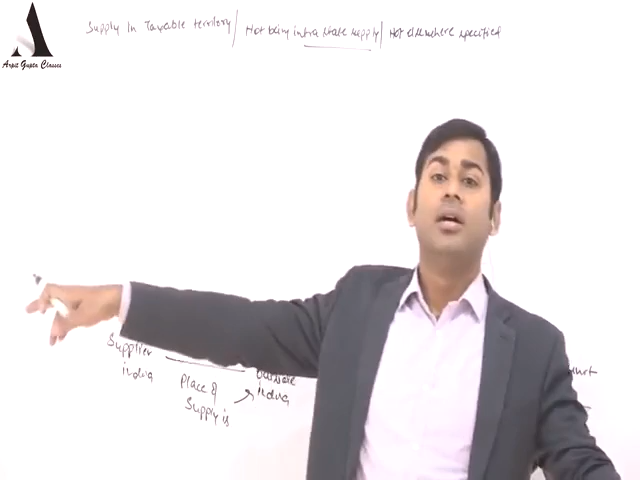 Supply In Taxable territory | Not being intra state supply | Not elsewhere specified
A
Arpit Gupta Classes
Supplier
india
Place of
Supply is
outside
india